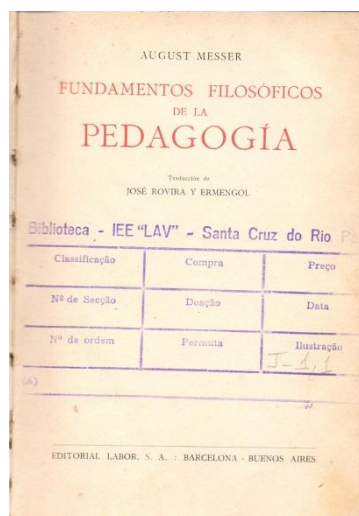 AUGUST MESSER
FUNDAMENTOS FILOSÓFICOS
DE LA
PEDAGOGÍA
Traducción de
JOSÉ ROVIRA Y ERMENGOL
Biblioteca - IEE "LAV" - Santa Cruz do Rio
Classificação Compra Preço
Nº de Secção Doação Data
Nº de ordem Permuta Ilustração
J-1,1
EDITORIAL LABOR, S. A. : BARCELONA - BUENOS AIRES